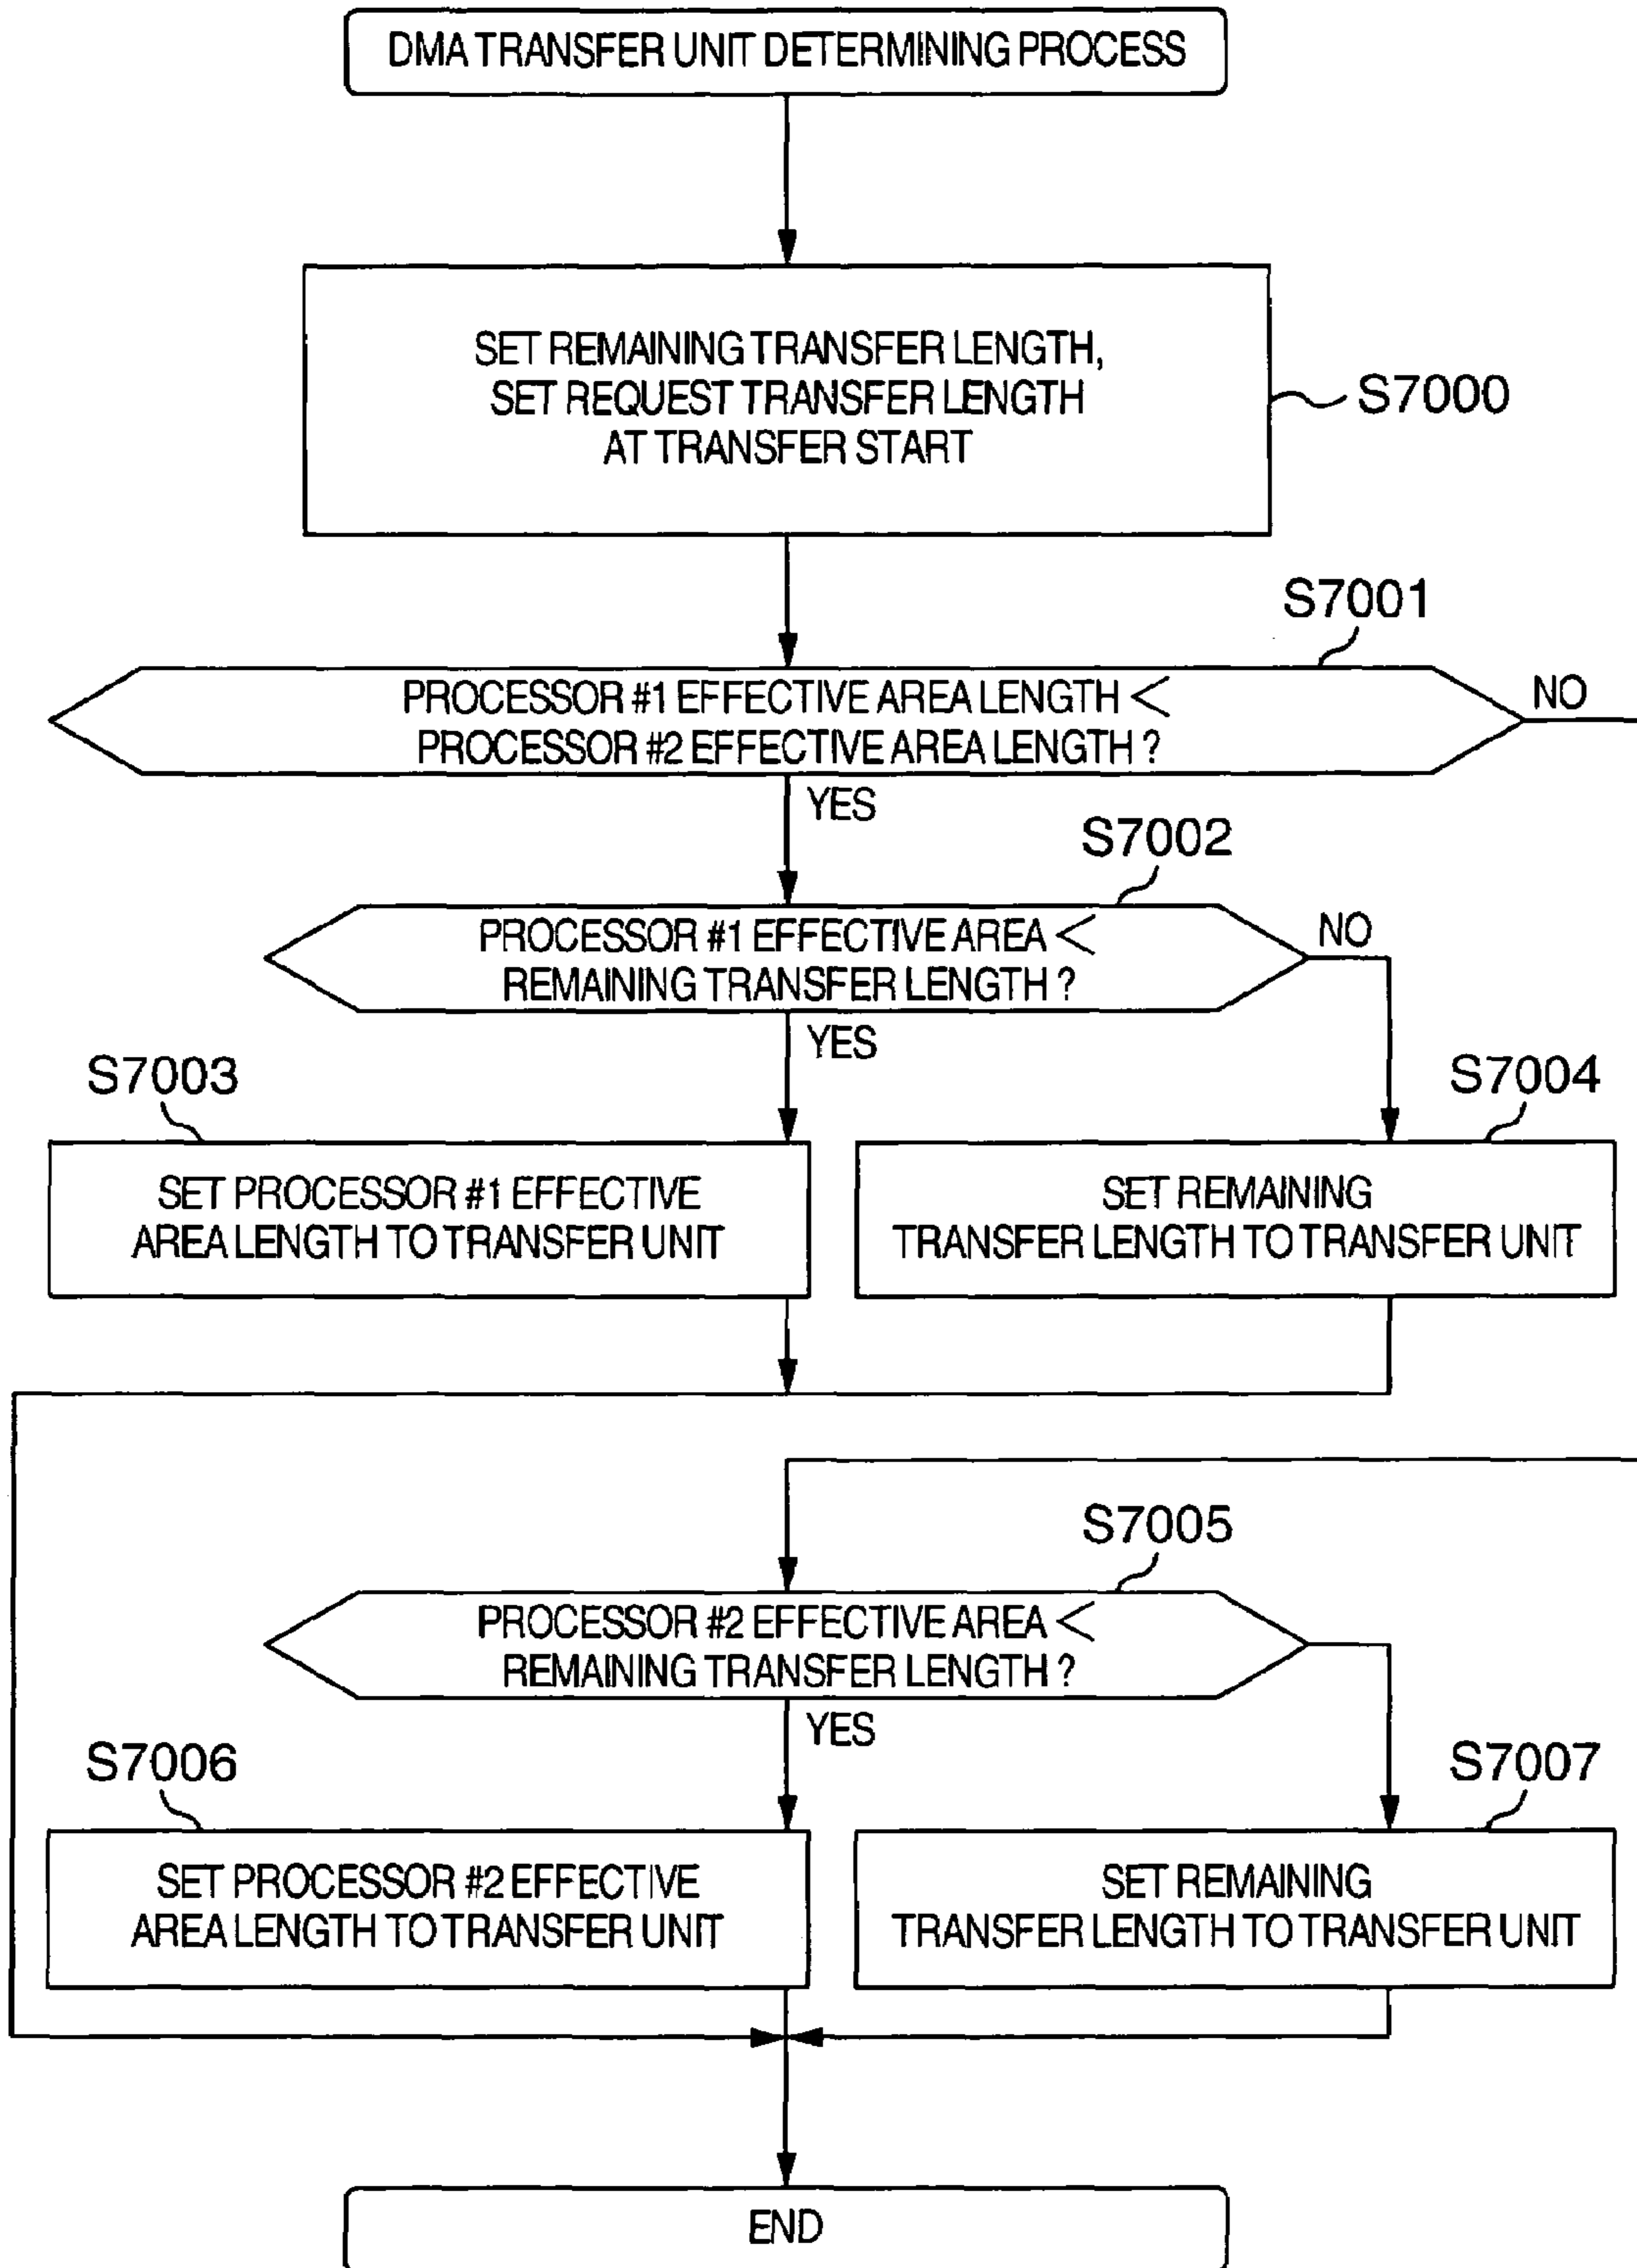 DMA TRANSFER UNIT DETERMINING PROCESS
SET REMAINING TRANSFER LENGTH,
SET REQUEST TRANSFER LENGTH
AT TRANSFER START
S7000
S7001
PROCESSOR #1 EFFECTIVE AREA LENGTH <
PROCESSOR #2 EFFECTIVE AREA LENGTH ?
NO
YES
S7002
PROCESSOR #1 EFFECTIVE AREA <
REMAINING TRANSFER LENGTH ?
NO
YES
S7003
SET PROCESSOR #1 EFFECTIVE
AREA LENGTH TO TRANSFER UNIT
S7004
SET REMAINING
TRANSFER LENGTH TO TRANSFER UNIT
S7005
PROCESSOR #2 EFFECTIVE AREA <
REMAINING TRANSFER LENGTH ?
YES
S7006
SET PROCESSOR #2 EFFECTIVE
AREA LENGTH TO TRANSFER UNIT
S7007
SET REMAINING
TRANSFER LENGTH TO TRANSFER UNIT
END